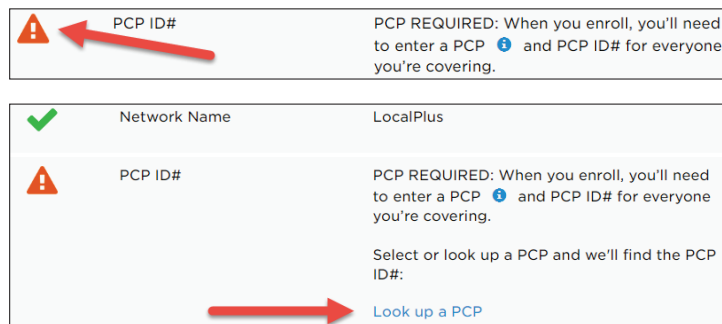 PCP ID#
PCP REQUIRED: When you enroll, you'll need
to enter a PCP i and PCP ID# for everyone
you're covering.
Network Name
LocalPlus
PCP ID#
PCP REQUIRED: When you enroll, you'll need
to enter a PCP i and PCP ID# for everyone
you're covering.
Select or look up a PCP and we'll find the PCP
ID#:
Look up a PCP